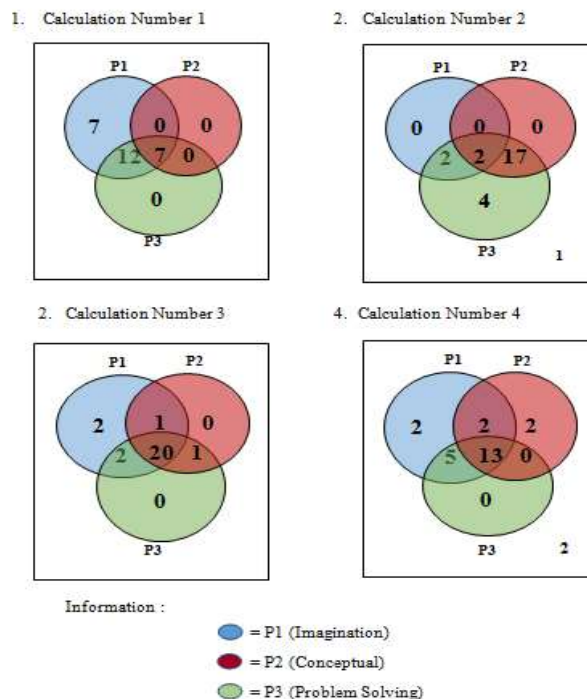 1. Calculation Number 1
2. Calculation Number 2
P1
P2
7
0
0
12
7
0
0
P3
P1
P2
0
0
0
2
2
17
4
P3
1
2. Calculation Number 3
4. Calculation Number 4
P1
P2
2
1
0
2
20
1
0
P3
P1
P2
2
2
2
5
13
0
0
P3
2
Information :
= P1 (Imagination)
= P2 (Conceptual)
= P3 (Problem Solving)